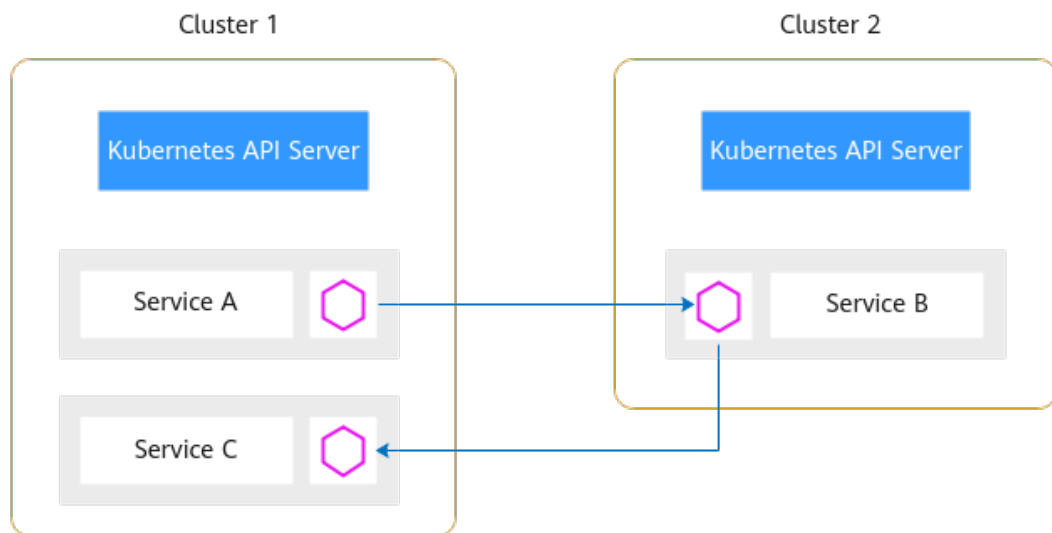 Cluster 1
Cluster 2
Kubernetes API Server
Kubernetes API Server
Service A
Service B
Service C